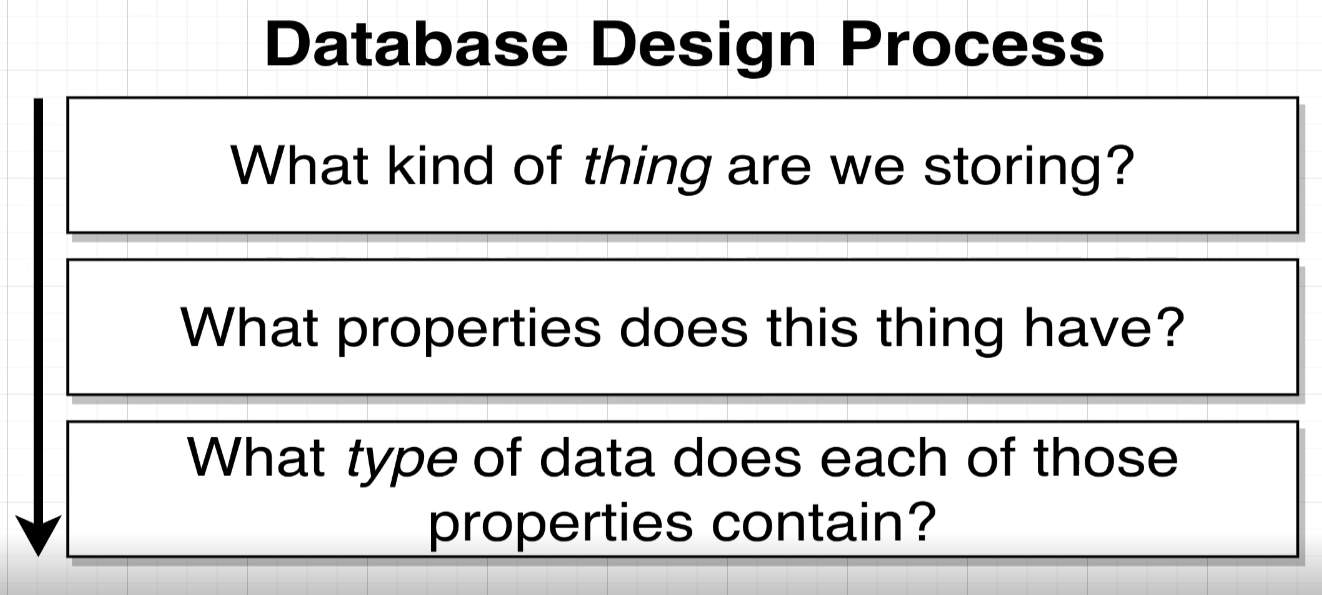 Database Design Process
What kind of thing are we storing?
What properties does this thing have?
What type of data does each of those
properties contain?